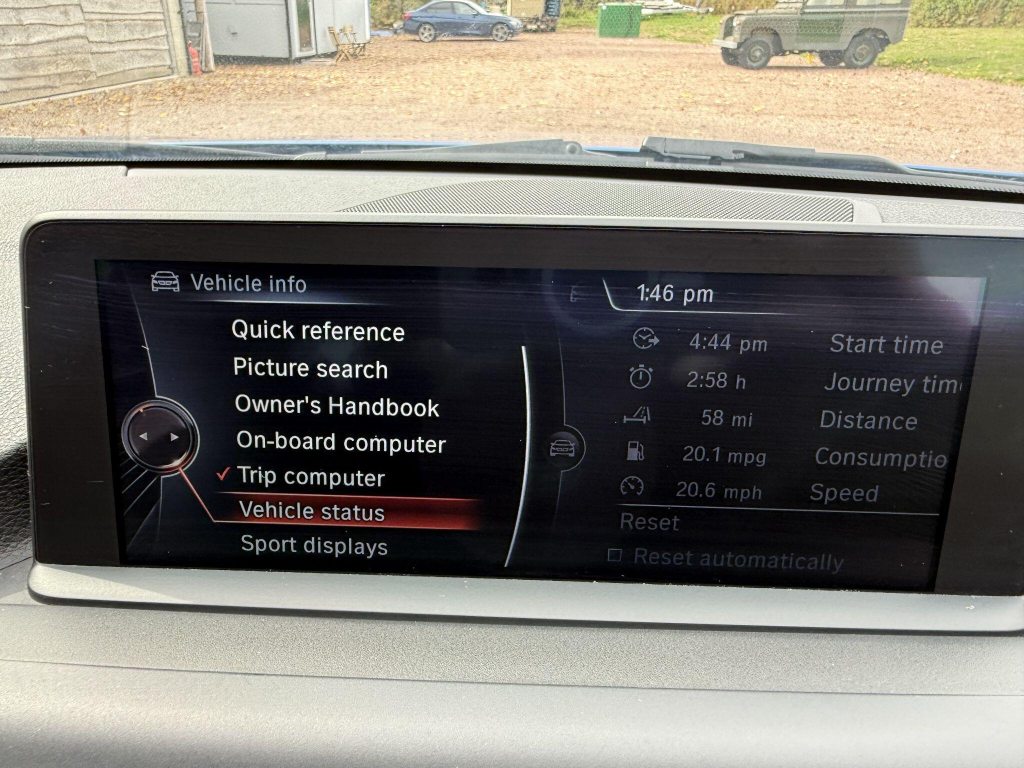 Vehicle info
Quick reference
Picture search
Owner's Handbook
On-board computer
✓ Trip computer
Vehicle status
Sport displays
1:46 pm
4:44 pm Start time
2:58 h Journey tim
58 mi Distance
20.1 mpg Consumptio
20.6 mph Speed
Reset
Reset automatically